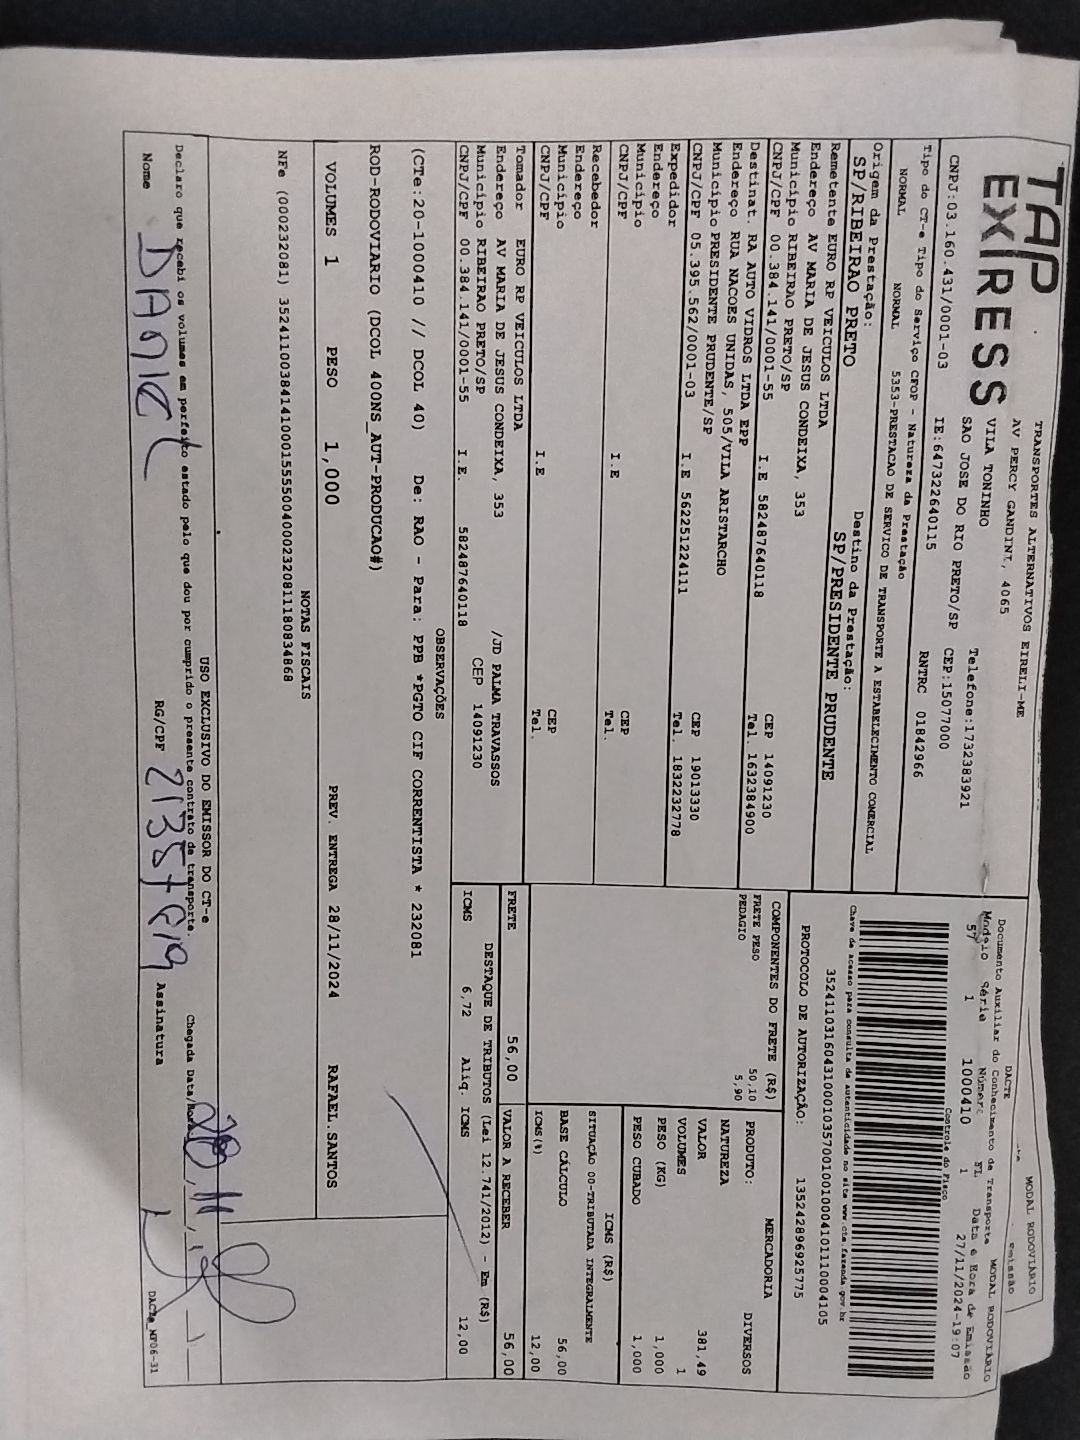 TAP
EXPRESS
TRANSPORTES ALTERNATIVOS EIRELI-ME
AV PERCY GANDINI, 4065
VILA TONINHO
SAO JOSE DO RIO PRETO/SP
Telefone:1732383921
CEP:15077000
CNPJ:03.160.431/0001-03
IE:647322640115
RNTRC 01842966
Tipo do CT-e Tipo do Serviço CFOP - Natureza da Prestação
NORMAL NORMAL 5353-PRESTACAO DE SERVICO DE TRANSPORTE A ESTABELECIMENTO COMERCIAL
Origem da Prestação: Destino da Prestação:
SP/RIBEIRAO PRETO SP/PRESIDENTE PRUDENTE
Remetente EURO RP VEICULOS LTDA
Endereço AV MARIA DE JESUS CONDEIXA, 353
Município RIBEIRAO PRETO/SP CEP 14091230
CNPJ/CPF 00.384.141/0001-55 I.E 582487640118 Tel. 1632384900
Destinat. RA AUTO VIDROS LTDA EPP
Endereço RUA NACOES UNIDAS, 505/VILA ARISTARCHO
Município PRESIDENTE PRUDENTE/SP CEP 19013330
CNPJ/CPF 05.395.562/0001-03 I.E 562251224111 Tel. 1832232778
Expedidor
Endereço
Município CEP
CNPJ/CPF I.E Tel.
Recebedor
Endereço
Município CEP
CNPJ/CPF I.E Tel.
Tomador EURO RP VEICULOS LTDA
Endereço AV MARIA DE JESUS CONDEIXA, 353 /JD PALMA TRAVASSOS
Município RIBEIRAO PRETO/SP CEP 14091230
CNPJ/CPF 00.384.141/0001-55 I.E. 582487640118
MODAL RODOVIÁRIO
emissão
DACTE
Documento Auxiliar do Conhecimento de Transporte MODAL RODOVIÁRIO
Modelo Série Número FL Data e Hora de Emissão
57 1 1000410 1 27/11/2024-19:07
Controle do Fisco
Chave de acesso para consulta de autenticidade no site www.cte.fazenda.gov.br
PROTOCOLO DE AUTORIZAÇÃO: 135242896925775
COMPONENTES DO FRETE (R$)
FRETE PESO 50,10
PEDAGIO 5,90
MERCADORIA
PRODUTO: DIVERSOS
NATUREZA
VALOR 381,49
VOLUMES 1
PESO (KG) 1,000
PESO CUBADO 1,000
ICMS (R$)
SITUAÇÃO 00-TRIBUTADA INTEGRALMENTE
BASE CÁLCULO 56,00
ICMS(%) 12,00
FRETE 56,00 VALOR A RECEBER 56,00
DESTAQUE DE TRIBUTOS (Lei 12.741/2012) - Em (R$)
ICMS 6,72 Aliq. ICMS 12,00
OBSERVAÇÕES
(CTe:20-1000410 // DCOL 40) De: RAO - Para: PPB *PGTO CIF CORRENTISTA * 232081
ROD-RODOVIARIO (DCOL 400NS_AUT-PRODUCAO#)
VOLUMES 1 PESO 1,000 PREV. ENTREGA 28/11/2024 RAFAEL.SANTOS
NOTAS FISCAIS
USO EXCLUSIVO DO EMISSOR DO CT-e
Declaro que recebi os volumes em perfeito estado pelo que dou por cumprido o presente contrato de transporte. Chegada Data/Hora
Nome DANIEL RG/CPF Assinatura
DACTe_NF06-31